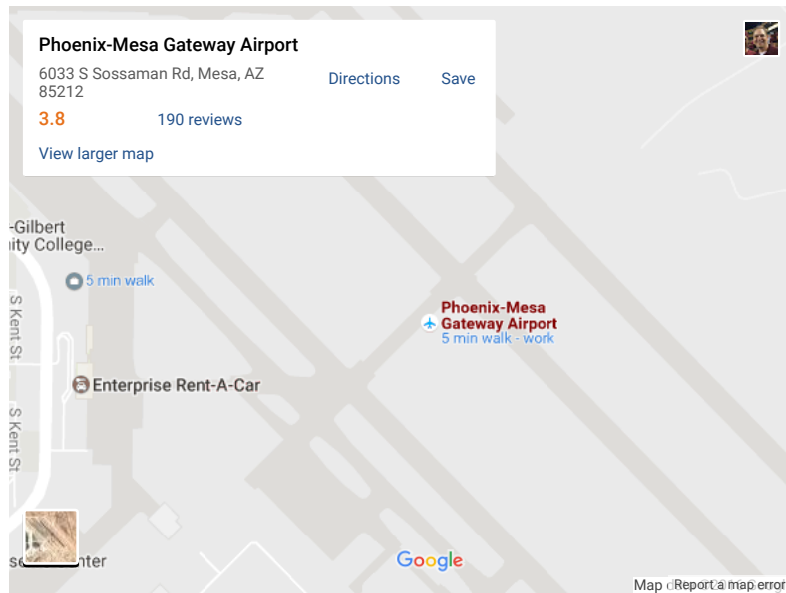 Phoenix-Mesa Gateway Airport
6033 S Sossaman Rd, Mesa, AZ
85212
Directions
Save
3.8
190 reviews
View larger map
-Gilbert
ity College...
5 min walk
S Kent St
Phoenix-Mesa
Gateway Airport
5 min walk - work
Enterprise Rent-A-Car
S Kent St
Google
Map
Report a map error